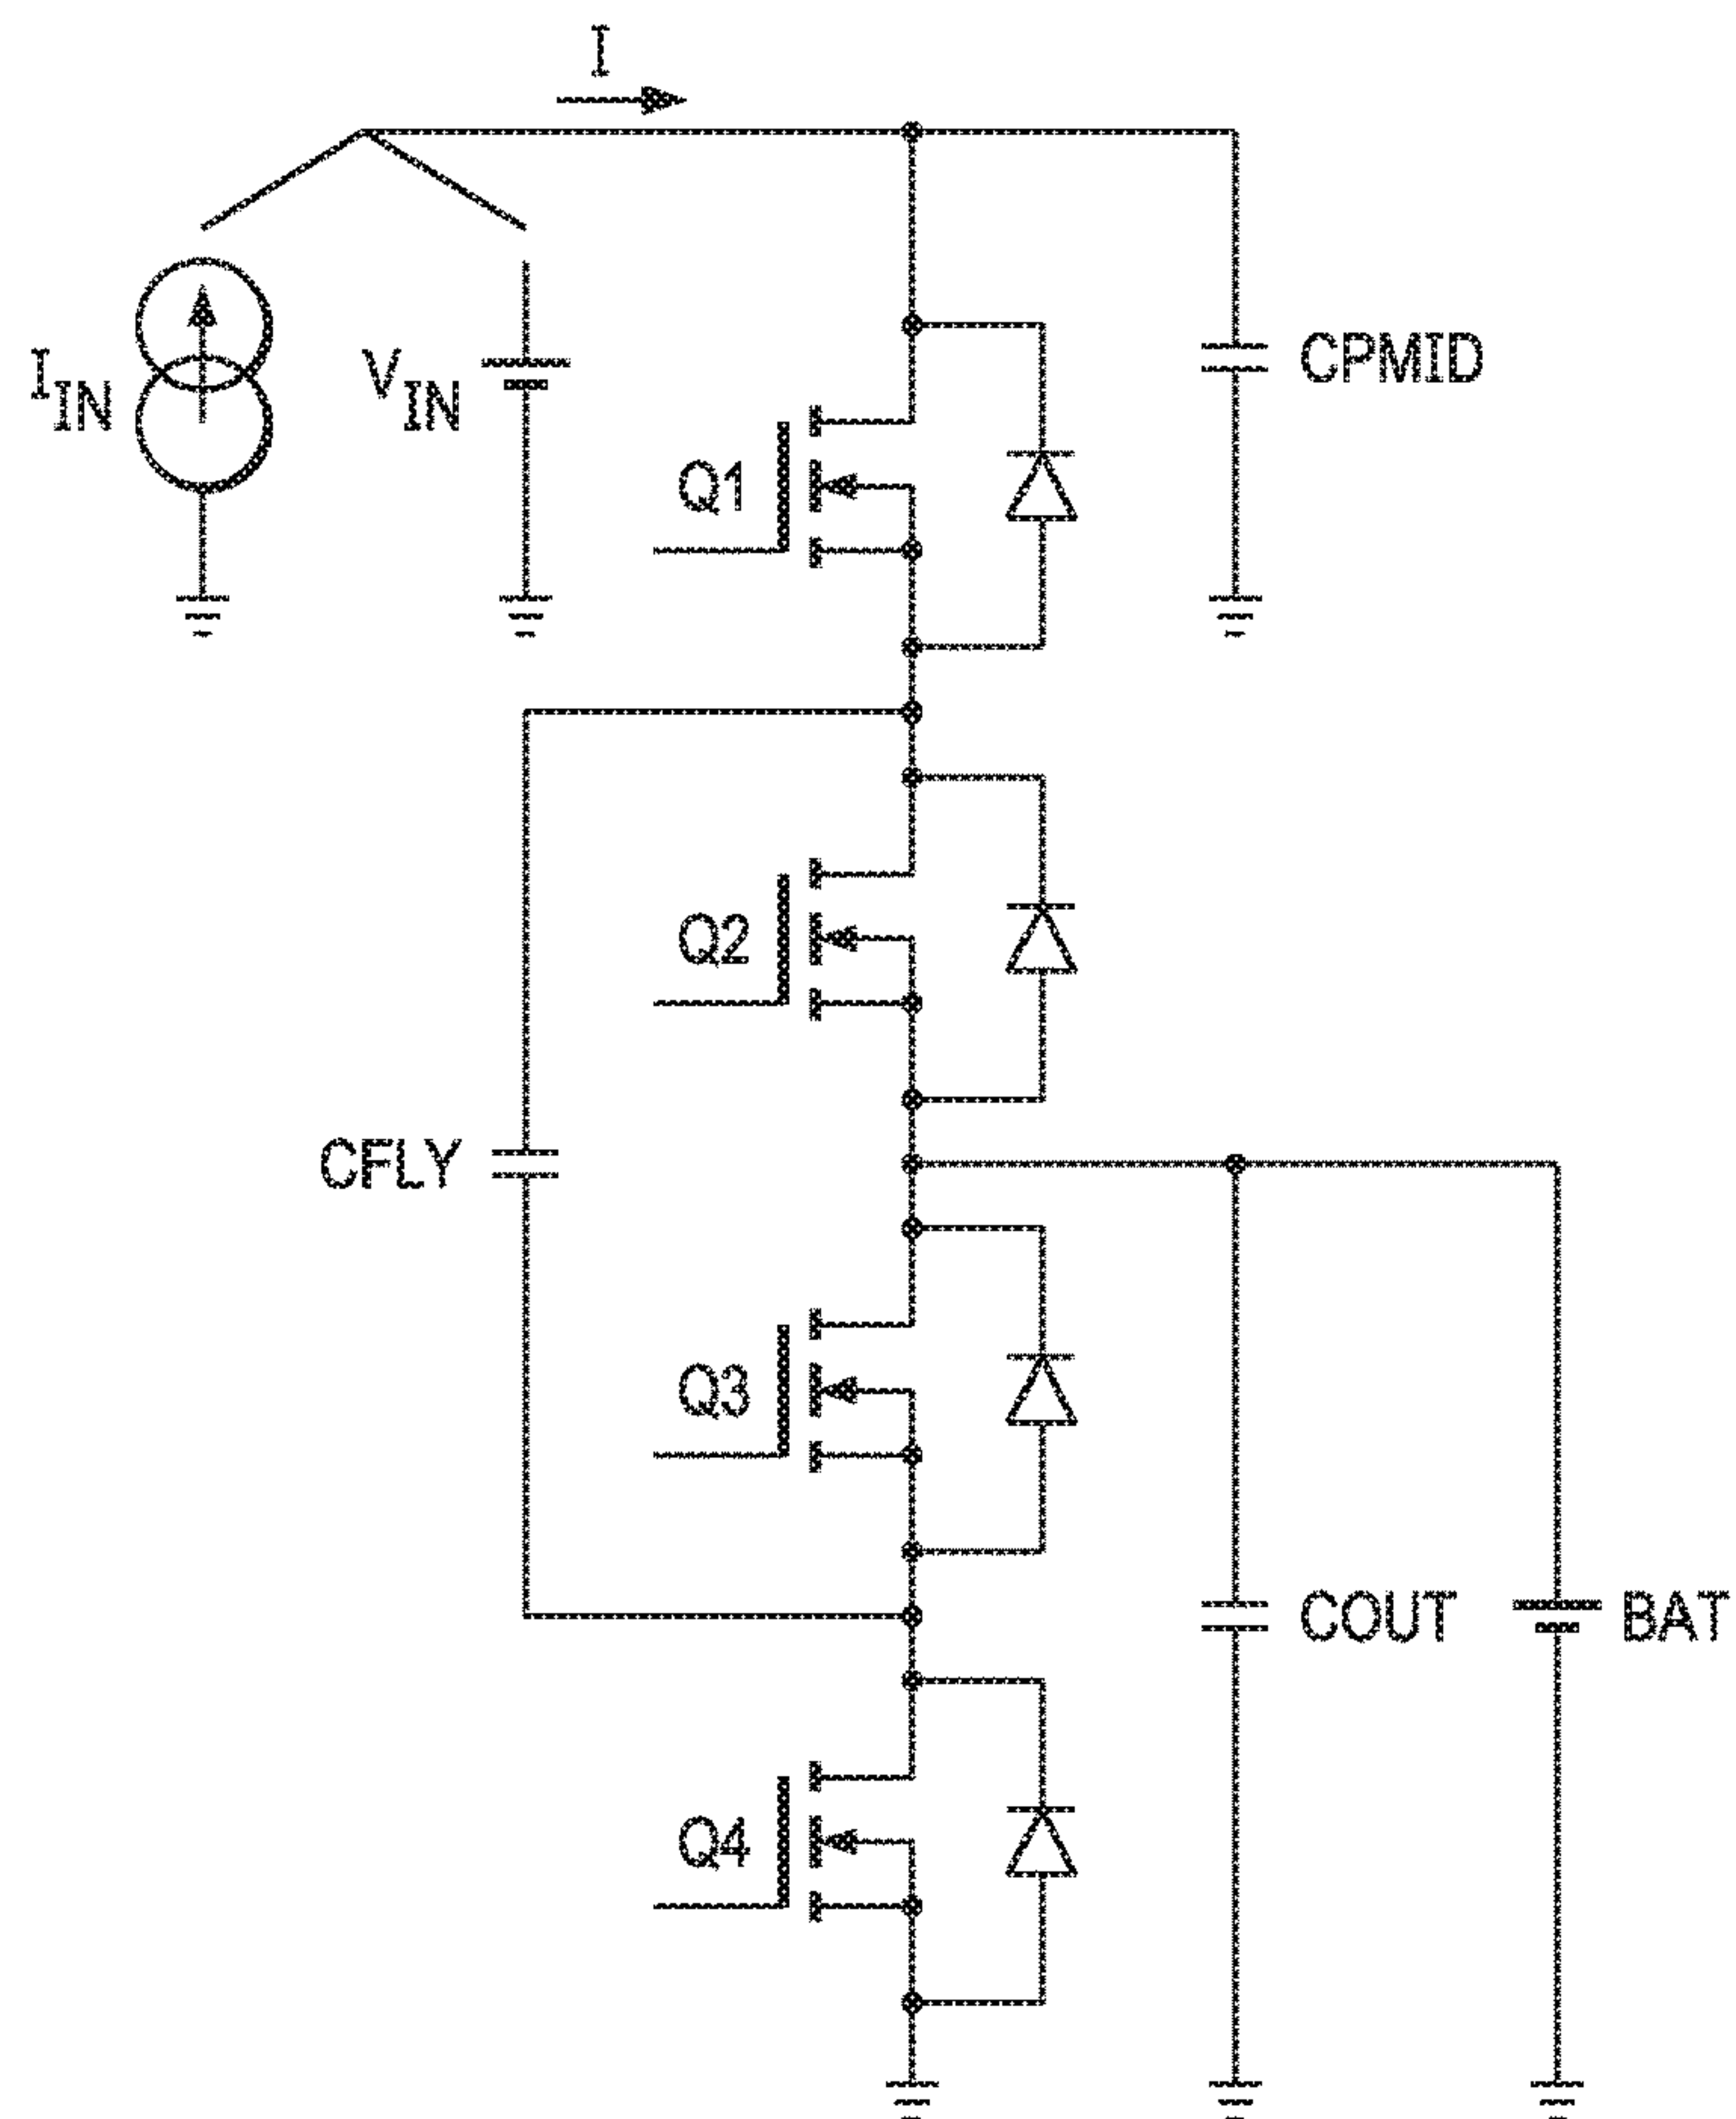 I
I_IN
V_IN
CPMID
Q1
Q2
CFLY
Q3
COUT
BAT
Q4